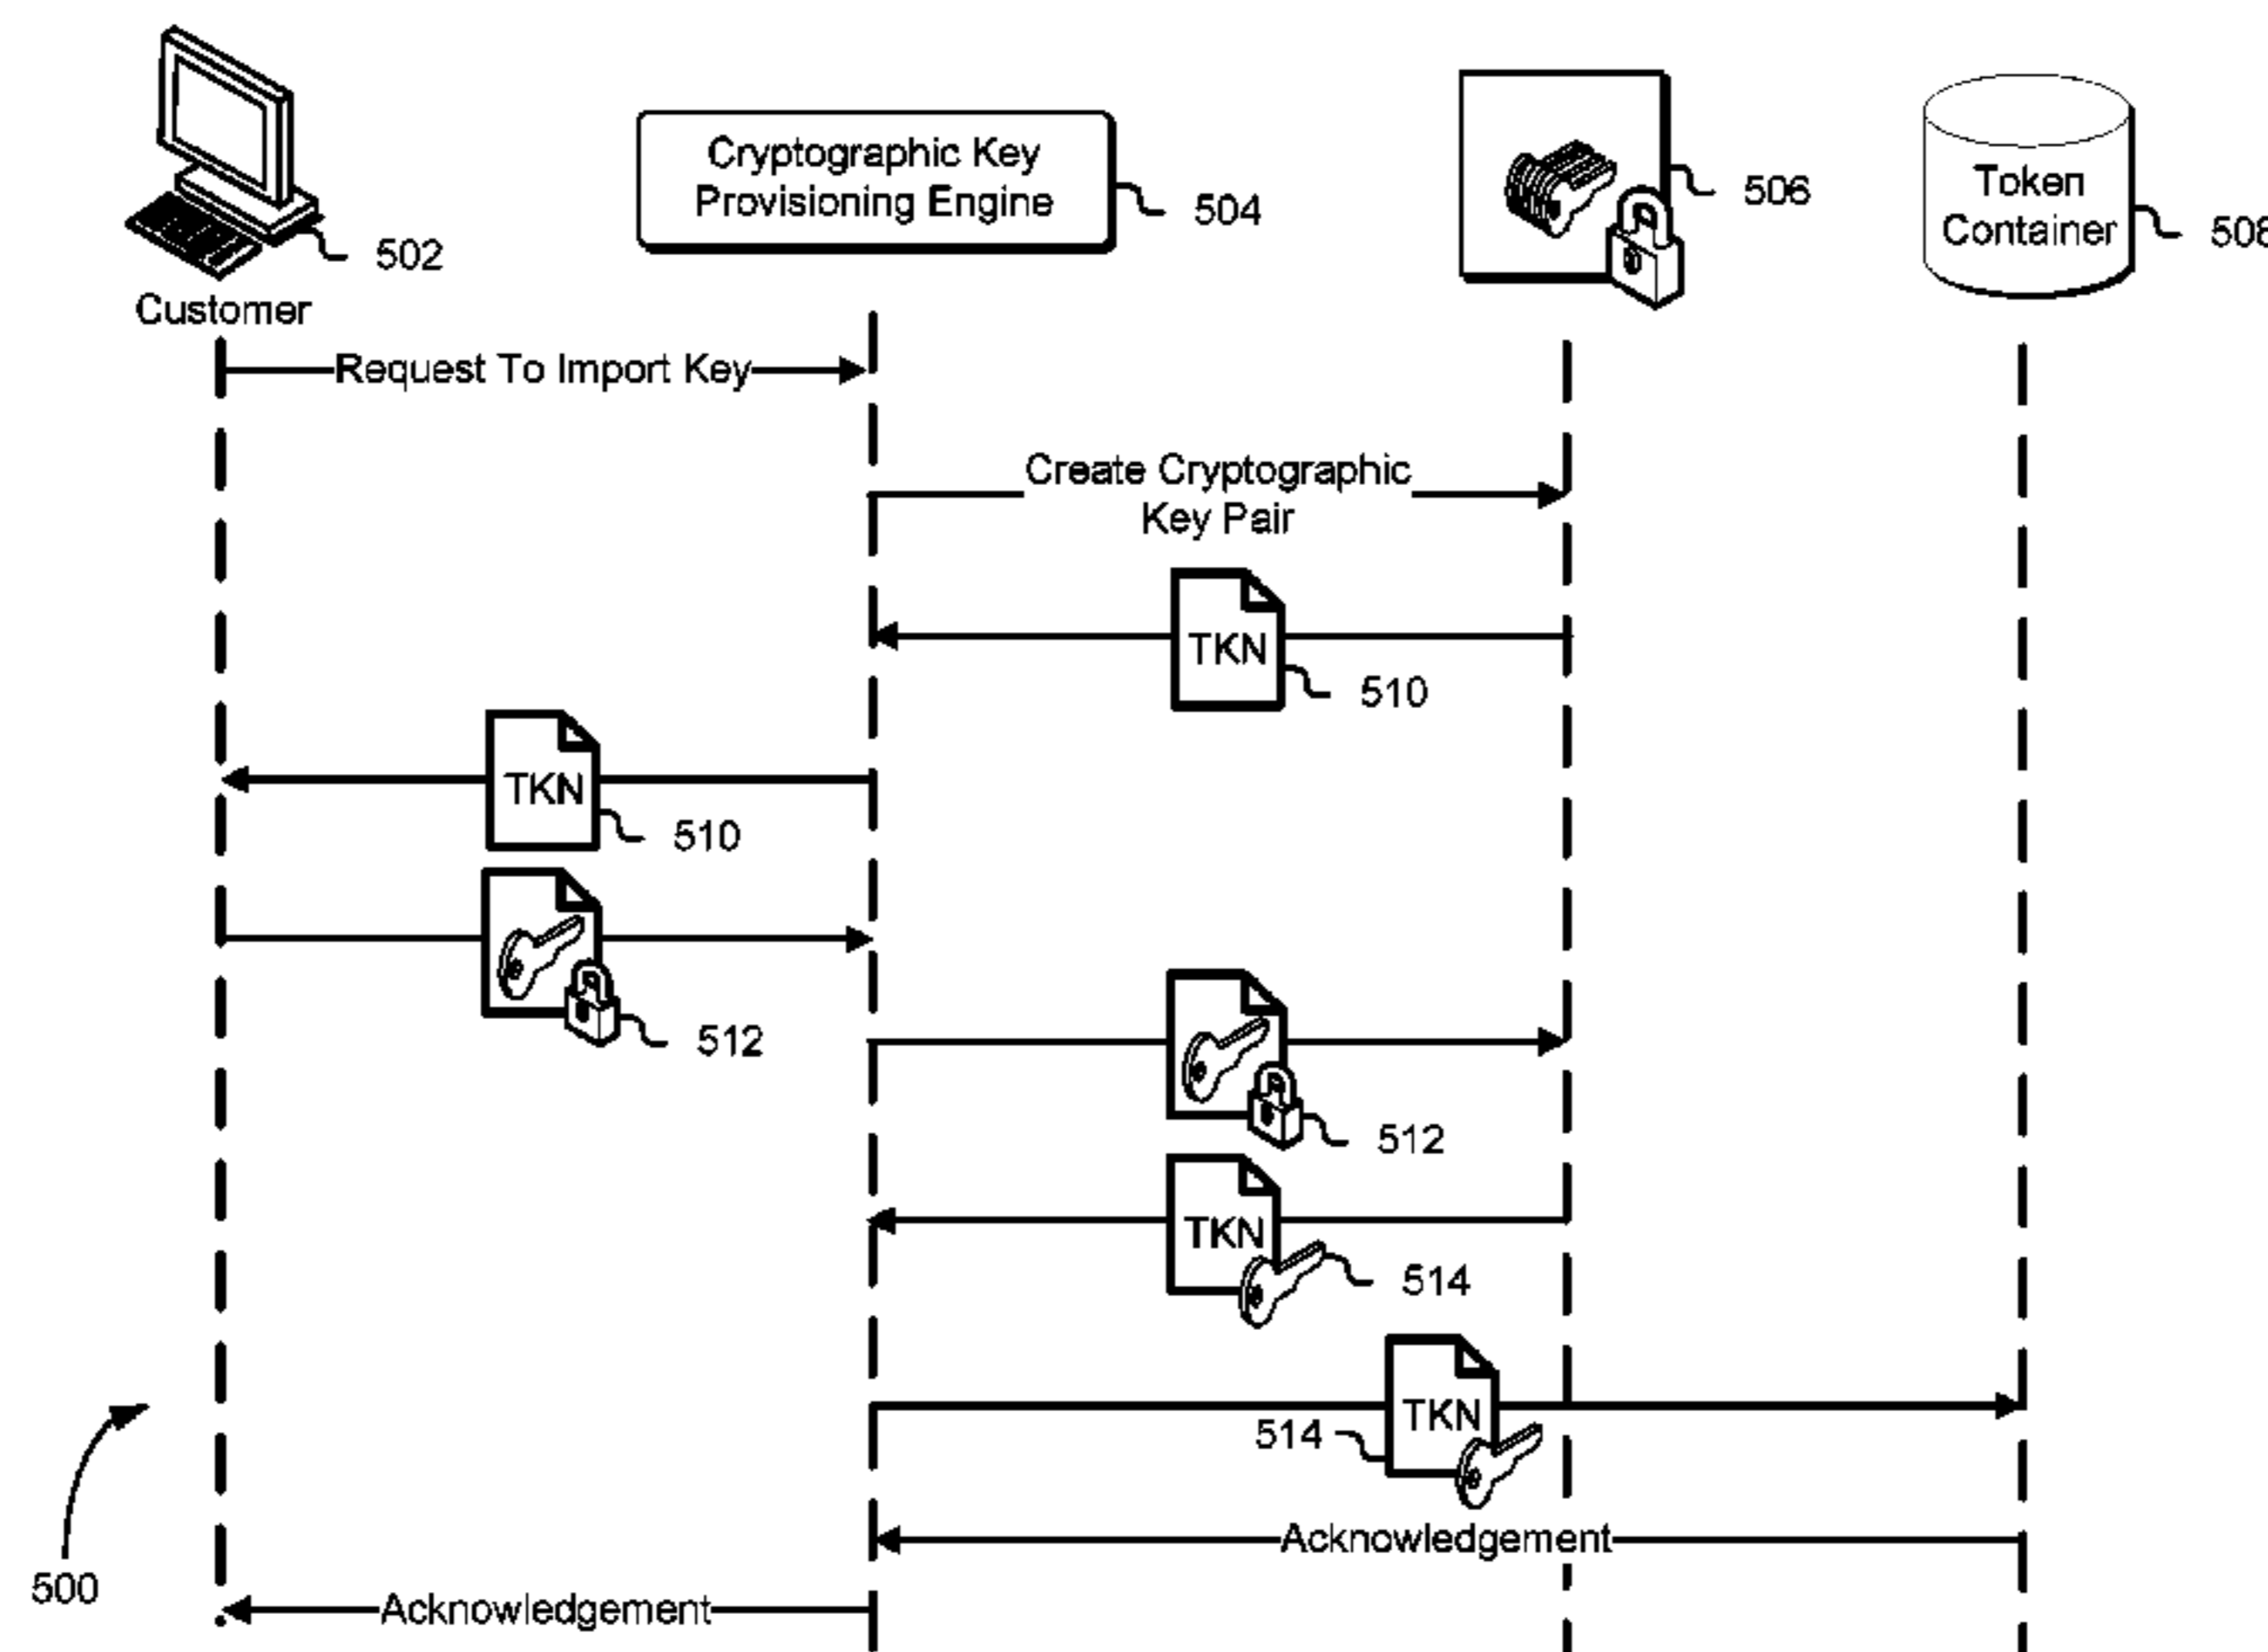 502
Customer
Cryptographic Key
Provisioning Engine
504
506
Token
Container
508
Request To Import Key
Create Cryptographic
Key Pair
TKN
510
TKN
510
512
512
TKN
514
TKN
514
Acknowledgement
500
Acknowledgement